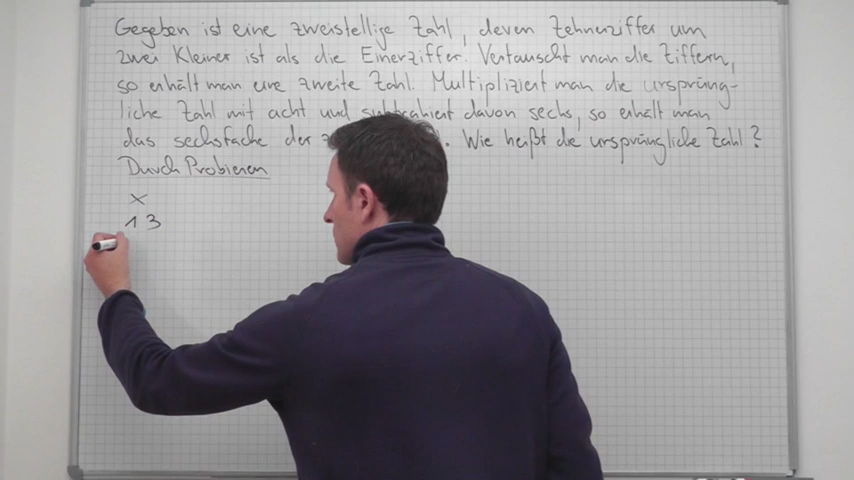 Gegeben ist eine zweistellige Zahl, deren Zehnerziffer um
zwei Kleiner ist als die Einerziffer. Vertauscht man die Ziffern,
so erhält man eine zweite Zahl. Multipliziert man die ursprüng-
liche Zahl mit acht und subtrahiert davon sechs, so erhält man
das sechsfache der . Wie heißt die ursprüngliche Zahl?
Durch Probieren
x
13